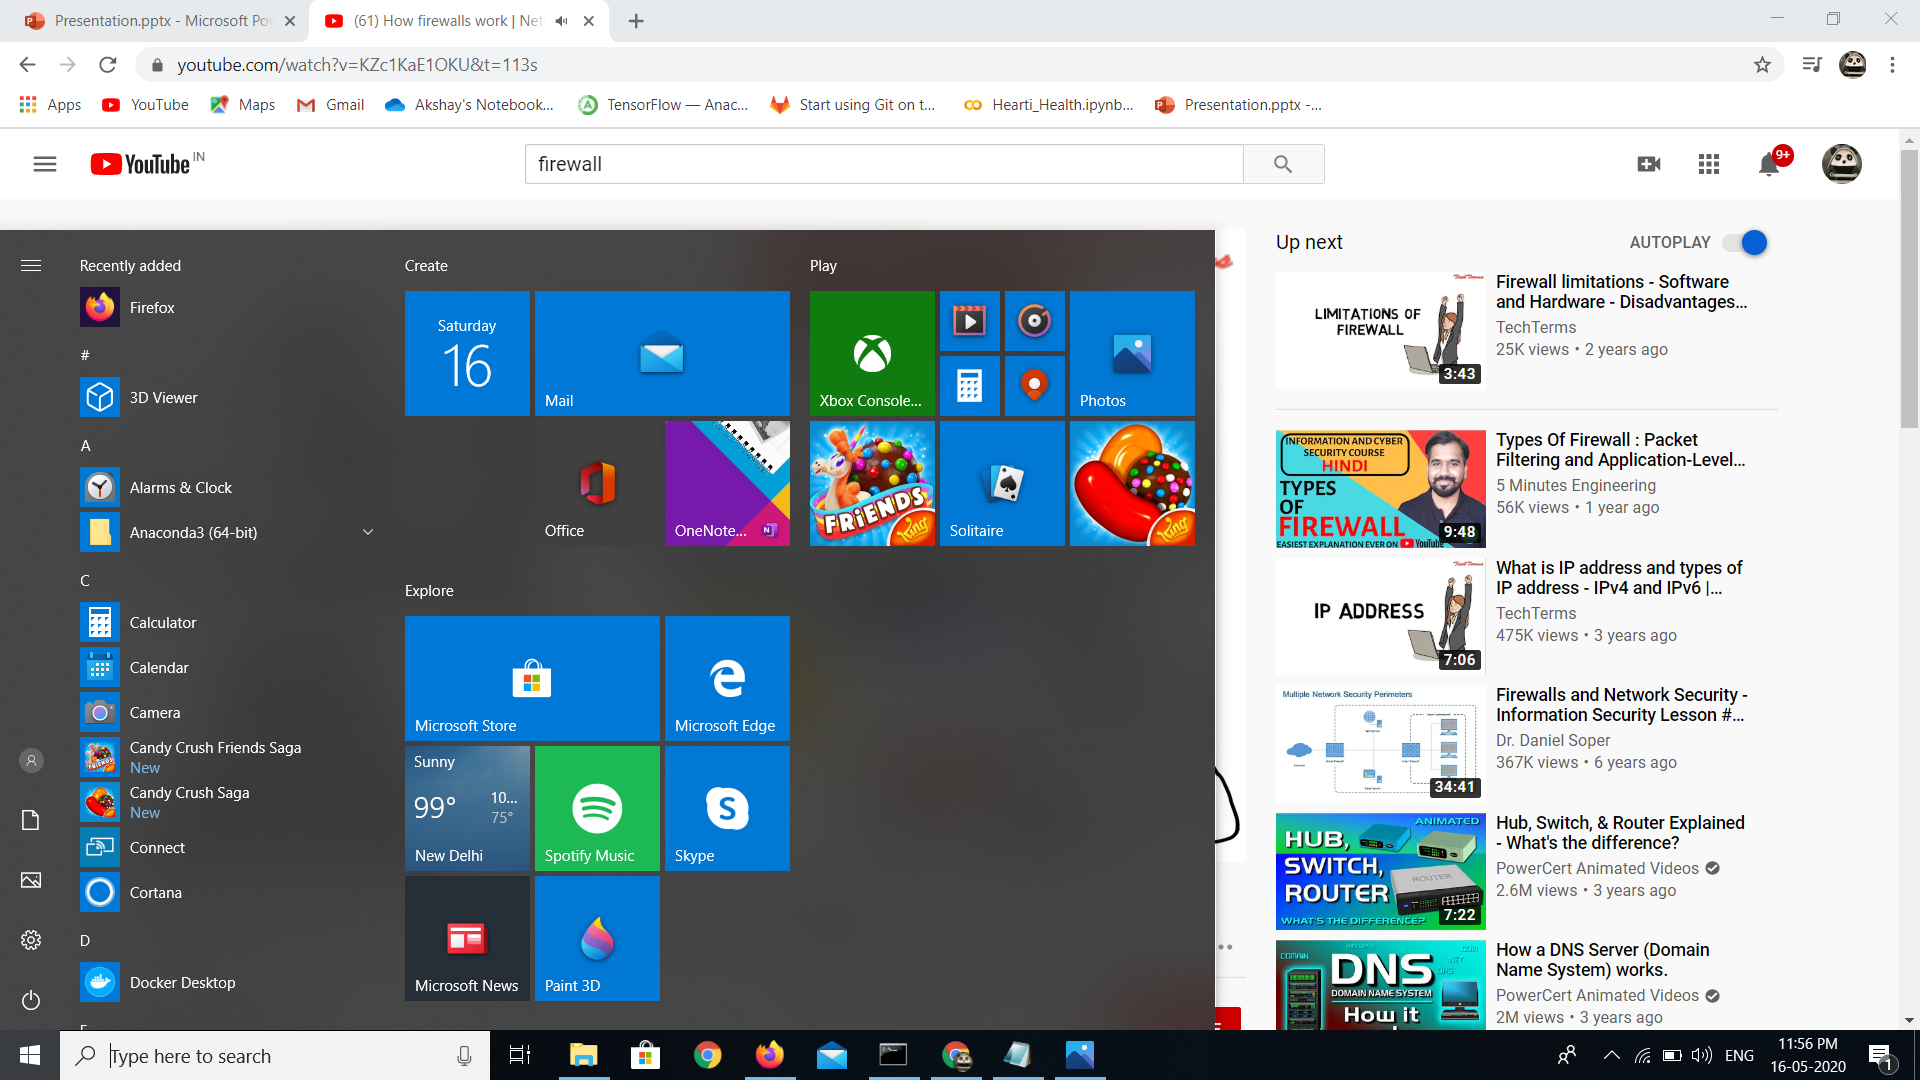 Presentation.pptx - Microsoft Pow
(61) How firewalls work | Net
youtube.com/watch?v=KZc1KaE1OKU&t=113s
Apps
YouTube
Maps
Gmail
Akshay's Notebook...
TensorFlow — Anac...
Start using Git on t...
Hearti_Health.ipynb...
Presentation.pptx -...
YouTube IN
firewall
9+
Recently added
Firefox
#
3D Viewer
A
Alarms & Clock
Anaconda3 (64-bit)
C
Calculator
Calendar
Camera
Candy Crush Friends Saga
New
Candy Crush Saga
New
Connect
Cortana
D
Docker Desktop
Create
Saturday
16
Mail
Office
OneNote...
Explore
Microsoft Store
Microsoft Edge
Sunny
99°
10...
75°
New Delhi
Spotify Music
Skype
Microsoft News
Paint 3D
Play
Xbox Console...
Photos
FRIENDS
King
Solitaire
King
Up next
AUTOPLAY
TechTerms
LIMITATIONS OF
FIREWALL
3:43
Firewall limitations - Software
and Hardware - Disadvantages...
TechTerms
25K views • 2 years ago
INFORMATION AND CYBER
SECURITY COURSE
HINDI
TYPES
OF
FIREWALL
EASIEST EXPLANATION EVER ON YouTube
9:48
Types Of Firewall : Packet
Filtering and Application-Level...
5 Minutes Engineering
56K views • 1 year ago
TechTerms
IP ADDRESS
7:06
What is IP address and types of
IP address - IPv4 and IPv6 |...
TechTerms
475K views • 3 years ago
Multiple Network Security Perimeters
34:41
Firewalls and Network Security -
Information Security Lesson #...
Dr. Daniel Soper
367K views • 6 years ago
ANIMATED
HUB,
SWITCH,
ROUTER
ROUTER
WHAT'S THE DIFFERENCE?
7:22
Hub, Switch, & Router Explained
- What's the difference?
PowerCert Animated Videos
2.6M views • 3 years ago
DOMAIN
.COM
.NET
.ORG
DNS
DOMAIN NAME SYSTEM
How it
How a DNS Server (Domain
Name System) works.
PowerCert Animated Videos
2M views • 3 years ago
Type here to search
ENG
11:56 PM
16-05-2020
1